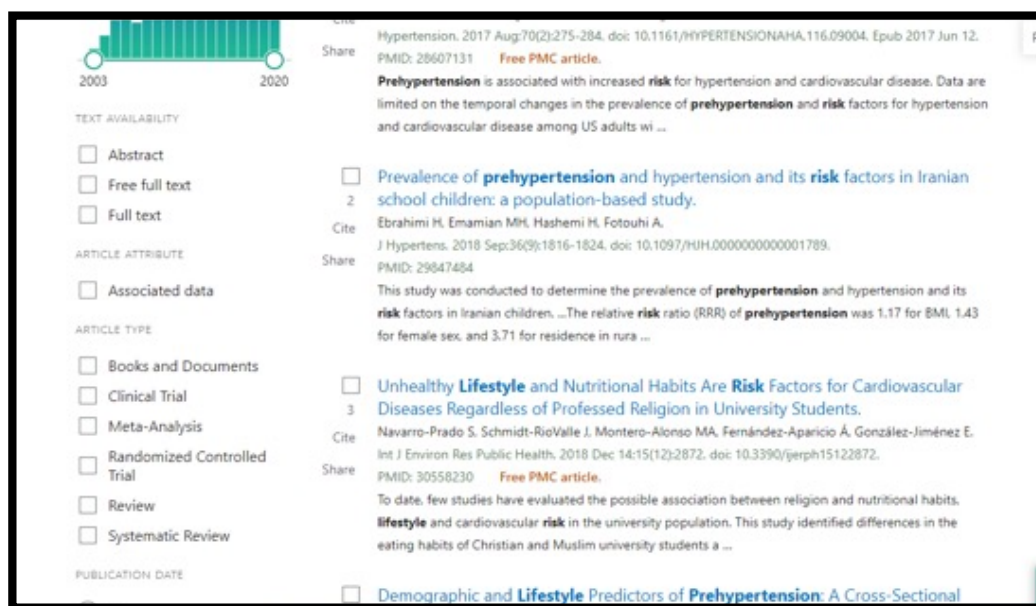 2003 2020
TEXT AVAILABILITY
Abstract
Free full text
Full text
ARTICLE ATTRIBUTE
Associated data
ARTICLE TYPE
Books and Documents
Clinical Trial
Meta-Analysis
Randomized Controlled
Trial
Review
Systematic Review
PUBLICATION DATE
Cite
Share
Hypertension. 2017 Aug;70(2):275-284. doi: 10.1161/HYPERTENSIONAHA.116.09004. Epub 2017 Jun 12.
PMID: 28607131 Free PMC article.
Prehypertension is associated with increased risk for hypertension and cardiovascular disease. Data are
limited on the temporal changes in the prevalence of prehypertension and risk factors for hypertension
and cardiovascular disease among US adults wi ...
2
Cite
Share
Prevalence of prehypertension and hypertension and its risk factors in Iranian
school children: a population-based study.
Ebrahimi H, Emamian MH, Hashemi H, Fotouhi A.
J Hypertens. 2018 Sep;36(9):1816-1824. doi: 10.1097/HJH.0000000000001789.
PMID: 29847484
This study was conducted to determine the prevalence of prehypertension and hypertension and its
risk factors in Iranian children. ...The relative risk ratio (RRR) of prehypertension was 1.17 for BMI, 1.43
for female sex, and 3.71 for residence in rura ...
3
Cite
Share
Unhealthy Lifestyle and Nutritional Habits Are Risk Factors for Cardiovascular
Diseases Regardless of Professed Religion in University Students.
Navarro-Prado S, Schmidt-RioValle J, Montero-Alonso MA, Fernández-Aparicio Á, González-Jiménez E.
Int J Environ Res Public Health. 2018 Dec 14;15(12):2872. doi: 10.3390/ijerph15122872.
PMID: 30558230 Free PMC article.
To date, few studies have evaluated the possible association between religion and nutritional habits,
lifestyle and cardiovascular risk in the university population. This study identified differences in the
eating habits of Christian and Muslim university students a ...
Demographic and Lifestyle Predictors of Prehypertension: A Cross-Sectional